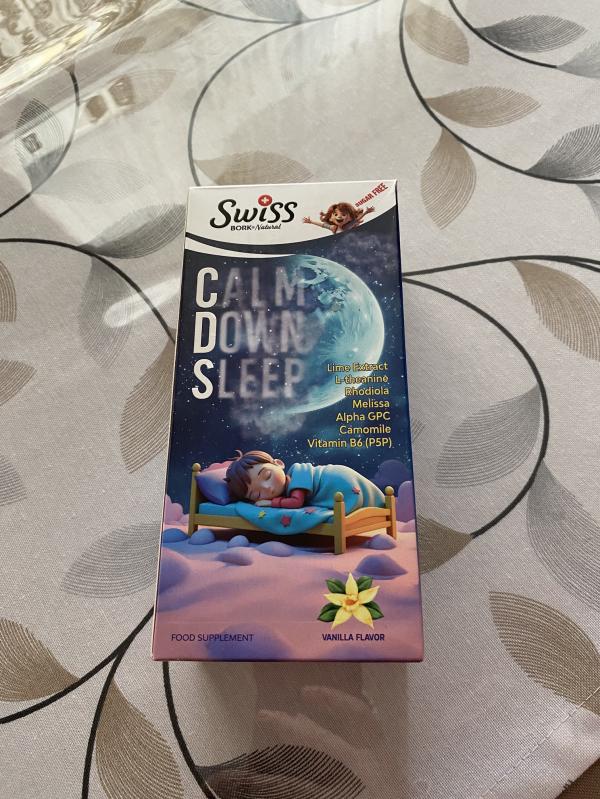 Swiss
BORK®Natural
SUGAR FREE
CALM
DOWN
SLEEP
Lime Extract
L-theanine
Rhodiola
Melissa
Alpha GPC
Camomile
Vitamin B6 (P5P)
FOOD SUPPLEMENT
VANILLA FLAVOR